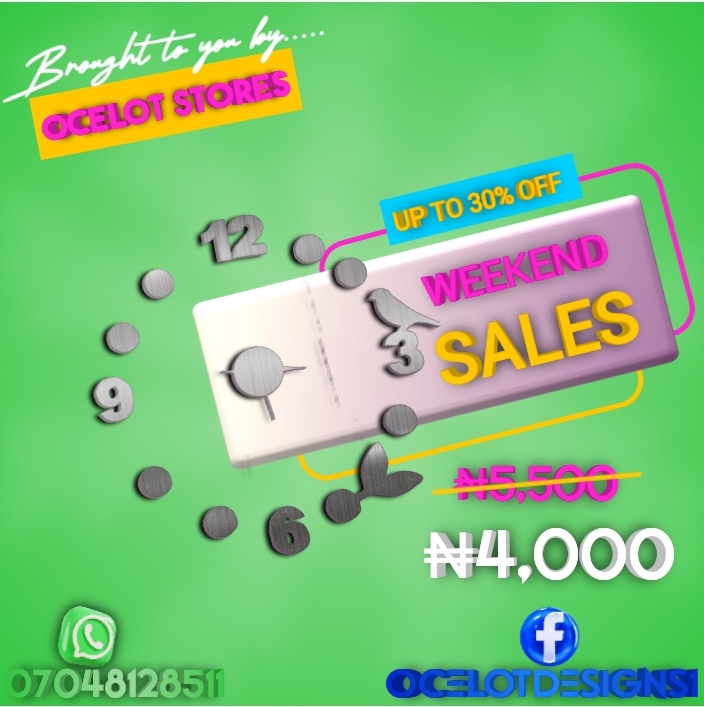 Brought to you by.....
OCELOT STORES
UP TO 30% OFF
WEEKEND
SALES
12
3
9
6
₦5,500
₦4,000
07048128511
OCELOTDESIGNS1